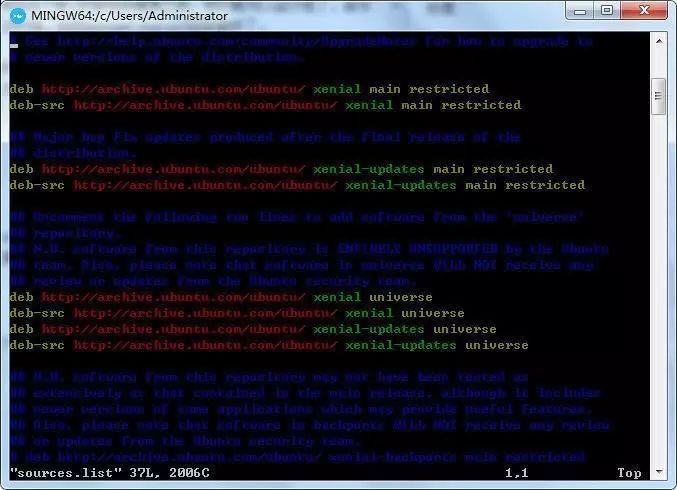 MINGW64:/c/Users/Administrator
# See http://help.ubuntu.com/community/UpgradeNotes for how to upgrade to
# newer versions of the distribution.
deb http://archive.ubuntu.com/ubuntu/ xenial main restricted
deb-src http://archive.ubuntu.com/ubuntu/ xenial main restricted
## Major bug fix updates produced after the final release of the
## distribution.
deb http://archive.ubuntu.com/ubuntu/ xenial-updates main restricted
deb-src http://archive.ubuntu.com/ubuntu/ xenial-updates main restricted
## Uncomment the following two lines to add software from the 'universe'
## repository.
## N.B. software from this repository is ENTIRELY UNSUPPORTED by the Ubuntu
## team. Also, please note that software in universe WILL NOT receive any
## review or updates from the Ubuntu security team.
deb http://archive.ubuntu.com/ubuntu/ xenial universe
deb-src http://archive.ubuntu.com/ubuntu/ xenial universe
deb http://archive.ubuntu.com/ubuntu/ xenial-updates universe
deb-src http://archive.ubuntu.com/ubuntu/ xenial-updates universe
## N.B. software from this repository may not have been tested as
## extensively as that contained in the main release, although it includes
## newer versions of some applications which may provide useful features.
## Also, please note that software in backports WILL NOT receive any review
## or updates from the Ubuntu security team.
# deb http://archive.ubuntu.com/ubuntu/ xenial-backports main restricted
"sources.list" 37L, 2006C 1,1 Top